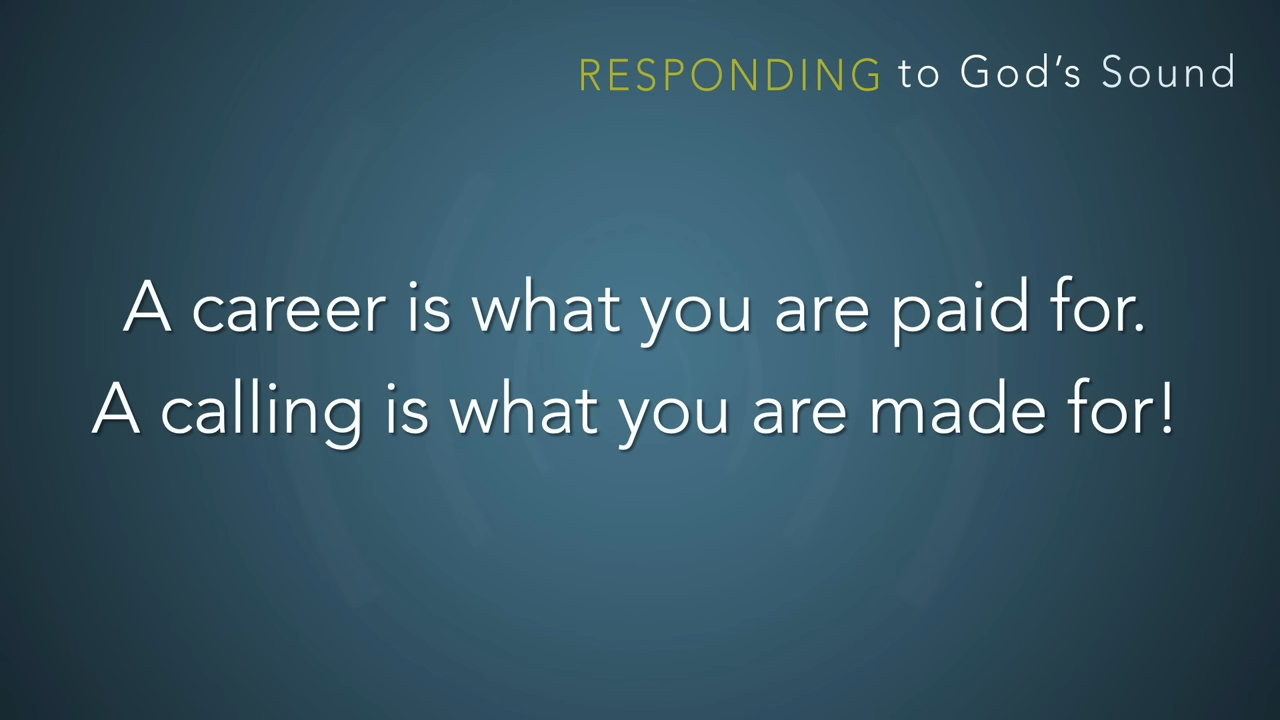 RESPONDING to God's Sound
A career is what you are paid for.
A calling is what you are made for!